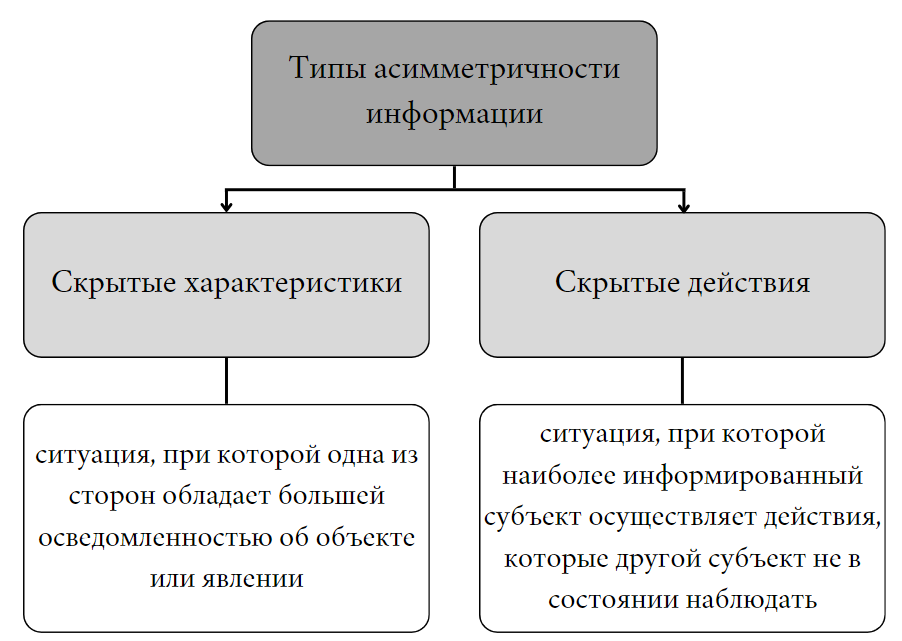 Типы асимметричности
информации
Скрытые характеристики
Скрытые действия
ситуация, при которой одна из
сторон обладает большей
осведомленностью об объекте
или явлении
ситуация, при которой
наиболее информированный
субъект осуществляет действия,
которые другой субъект не в
состоянии наблюдать